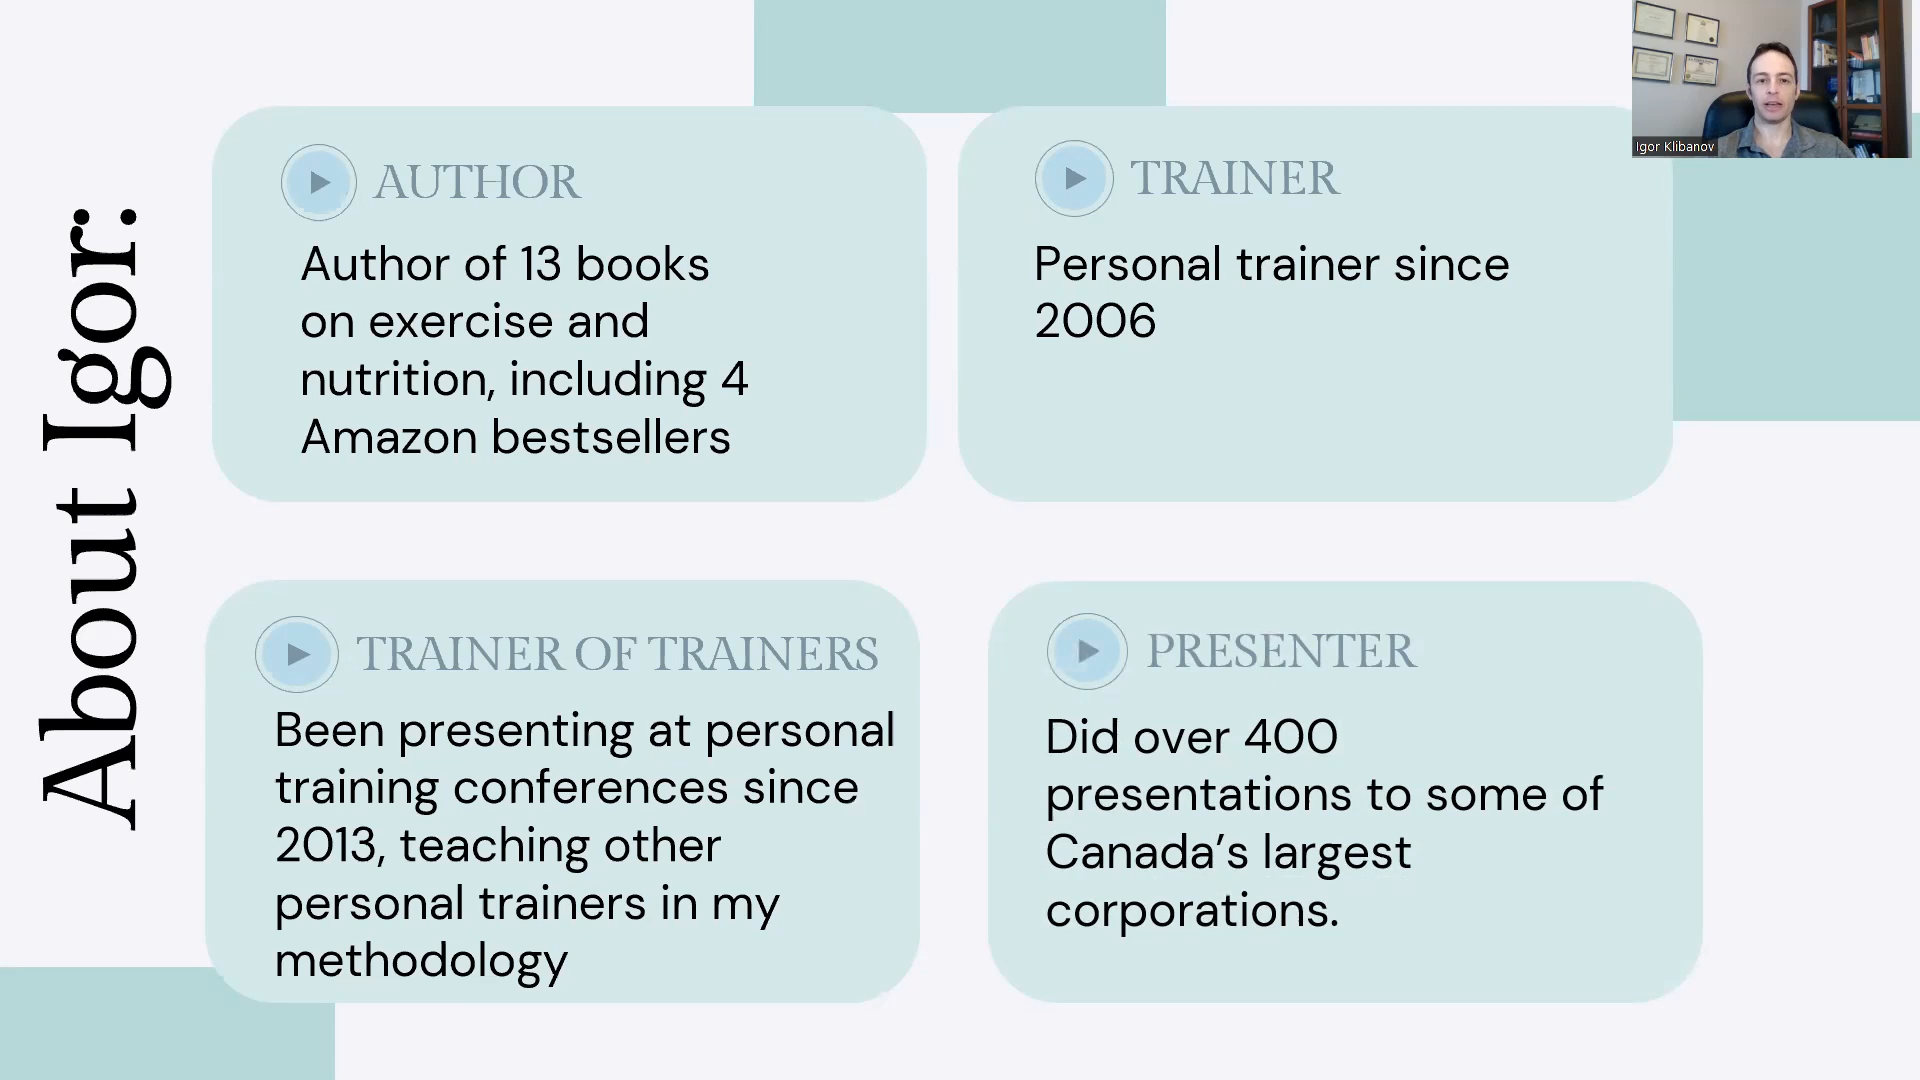 About Igor:
AUTHOR
Author of 13 books
on exercise and
nutrition, including 4
Amazon bestsellers
TRAINER
Personal trainer since
2006
TRAINER OF TRAINERS
Been presenting at personal
training conferences since
2013, teaching other
personal trainers in my
methodology
PRESENTER
Did over 400
presentations to some of
Canada’s largest
corporations.
Igor Klibanov